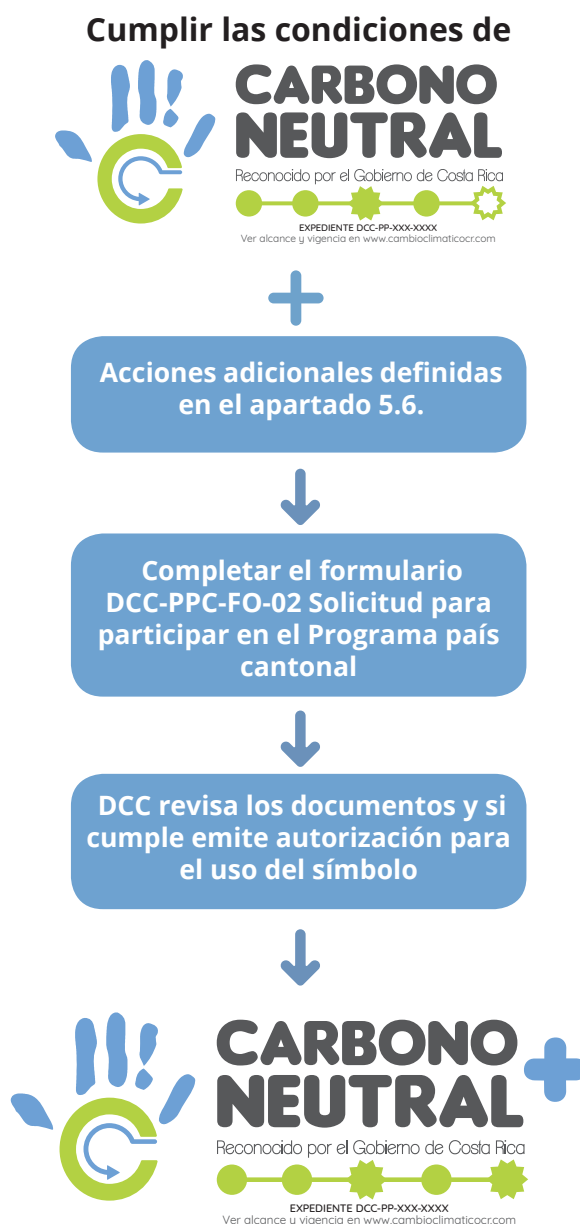 Cumplir las condiciones de
CARBONO
NEUTRAL
Reconocido por el Gobierno de Costa Rica
EXPEDIENTE DCC-PP-XXX-XXXX
Ver alcance y vigencia en www.cambioclimaticocr.com
Acciones adicionales definidas
en el apartado 5.6.
Completar el formulario
DCC-PPC-FO-02 Solicitud para
participar en el Programa país
cantonal
DCC revisa los documentos y si
cumple emite autorización para
el uso del símbolo
CARBONO
NEUTRAL
Reconocido por el Gobierno de Costa Rica
EXPEDIENTE DCC-PP-XXX-XXXX
Ver alcance y vigencia en www.cambioclimaticocr.com